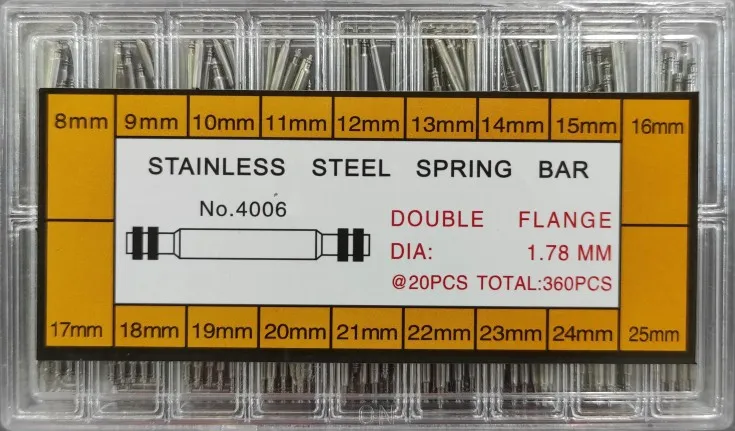 8mm 9mm 10mm 11mm 12mm 13mm 14mm 15mm 16mm
STAINLESS STEEL SPRING BAR
No.4006
DOUBLE FLANGE
DIA: 1.78 MM
@20PCS TOTAL:360PCS
17mm 18mm 19mm 20mm 21mm 22mm 23mm 24mm 25mm
ON